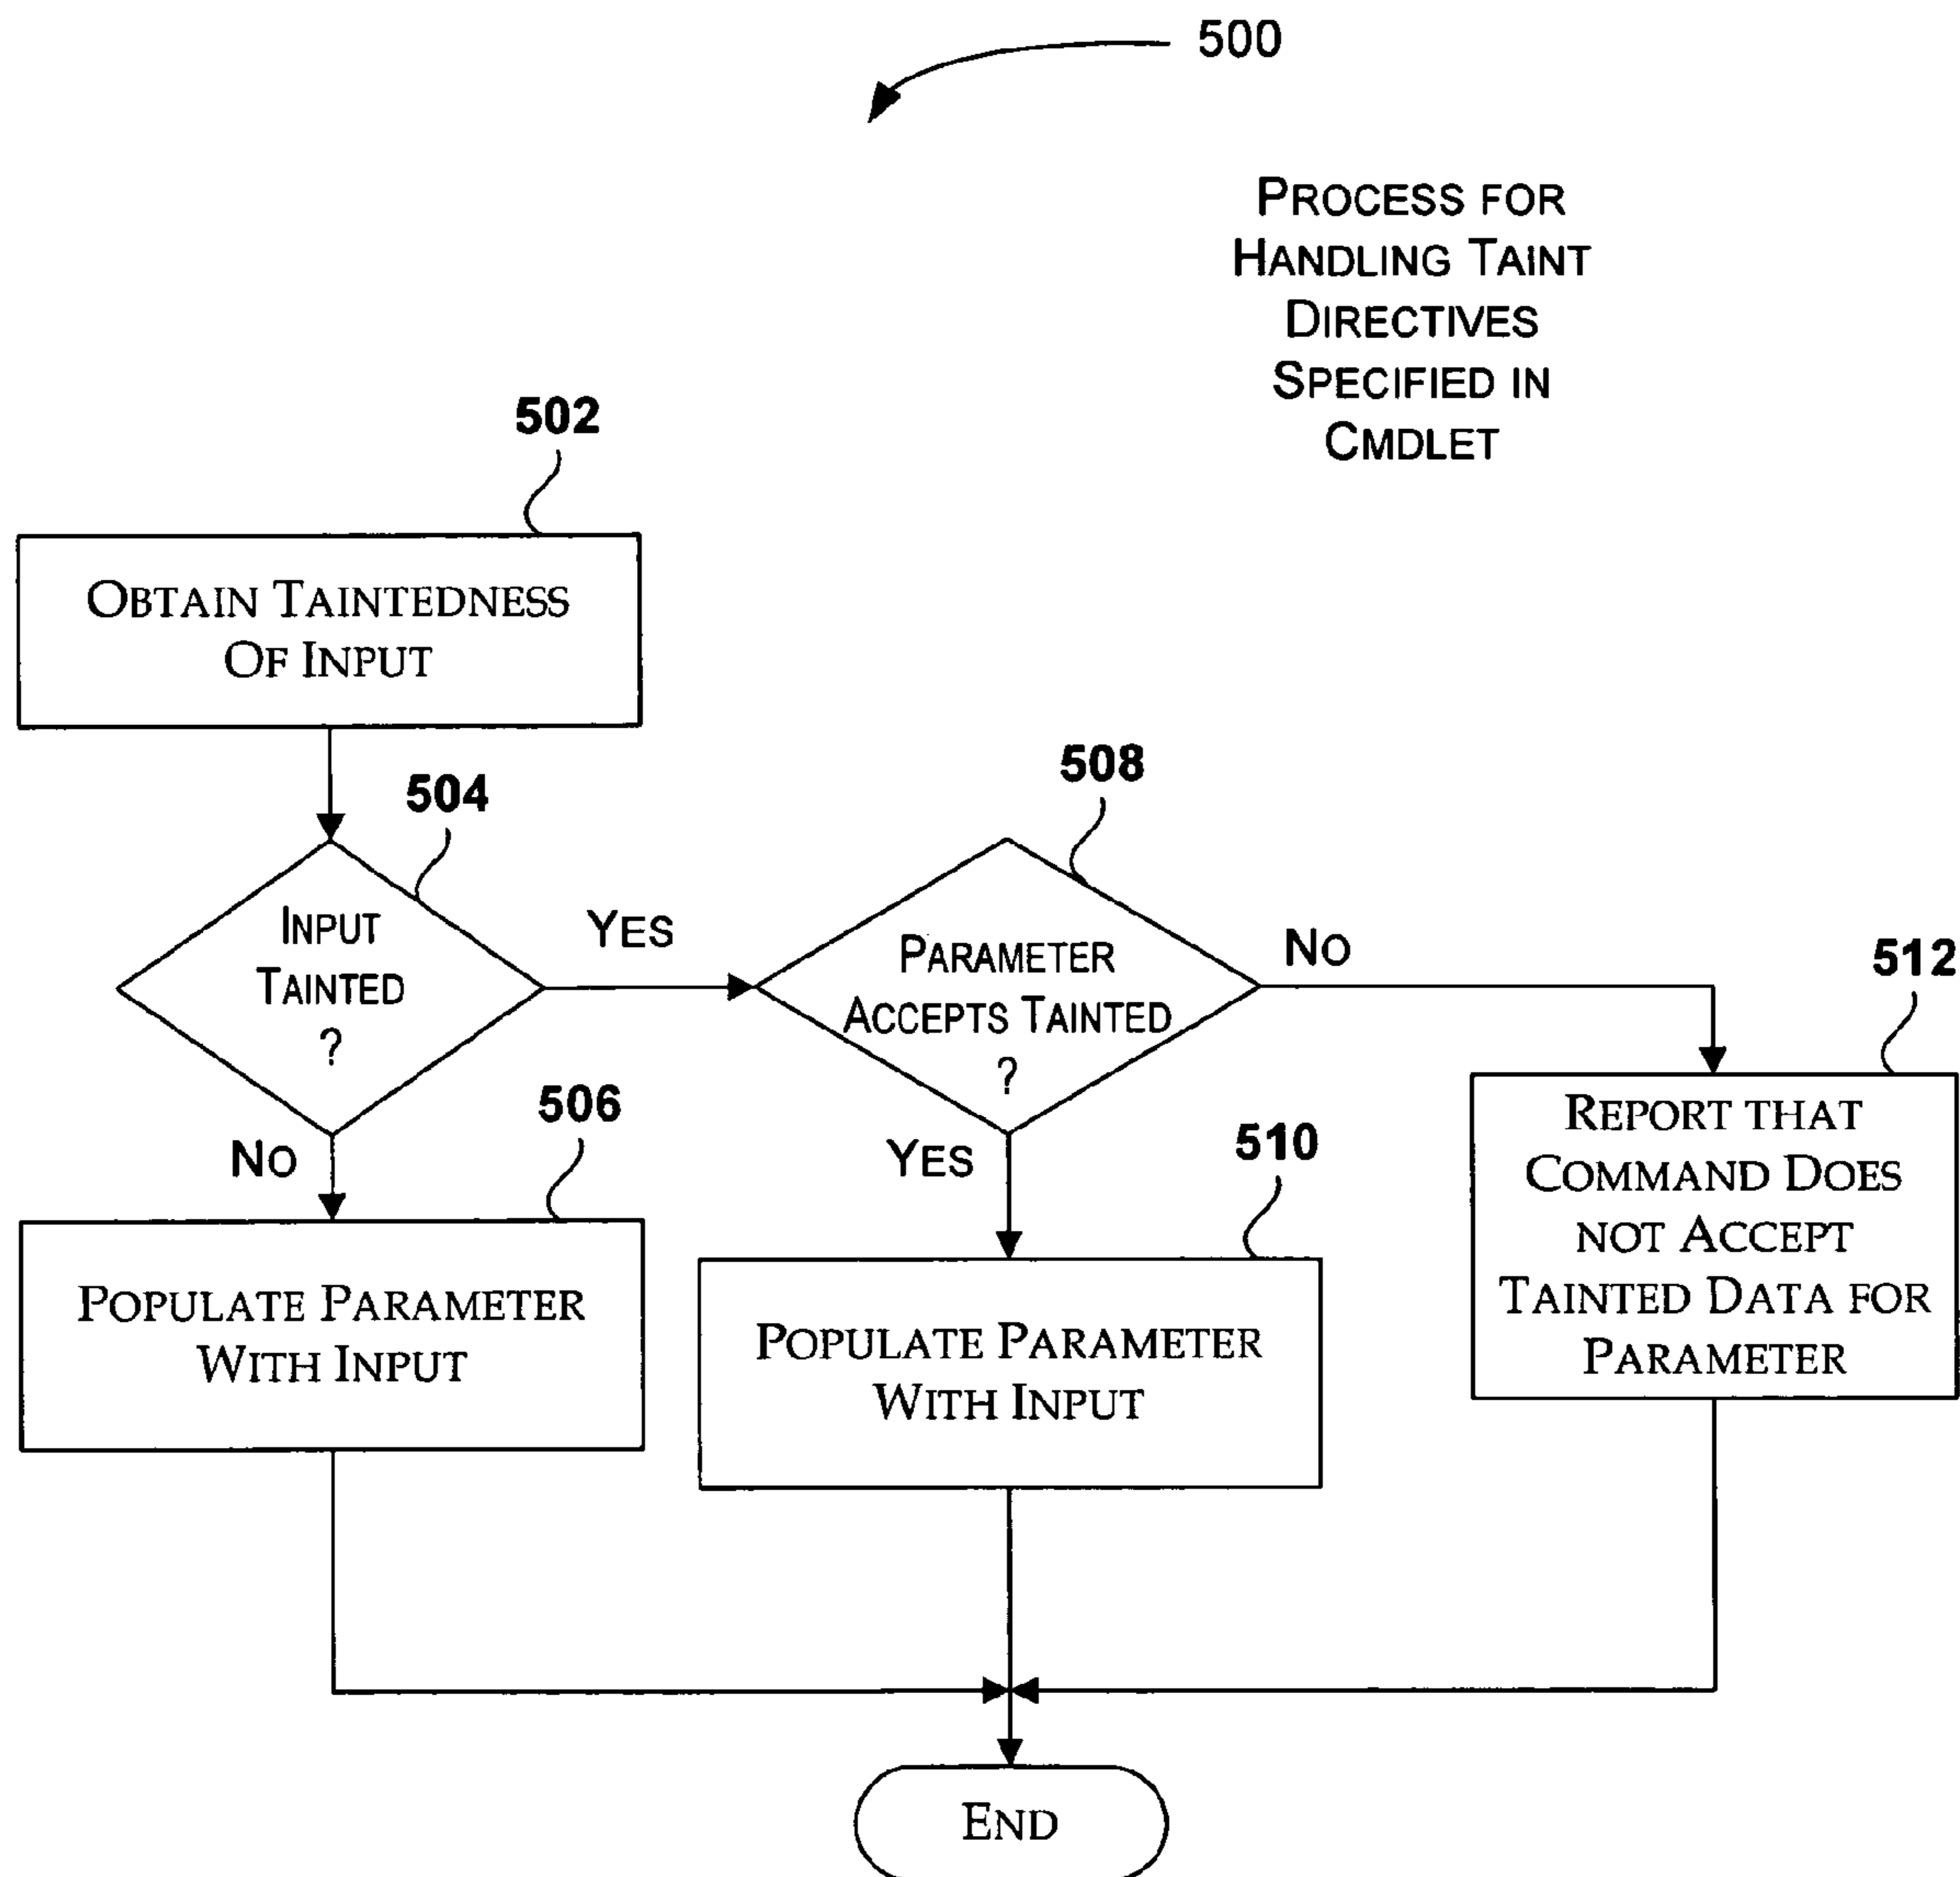 500
PROCESS FOR
HANDLING TAINT
DIRECTIVES
SPECIFIED IN
CMDLET
502
OBTAIN TAINTEDNESS
OF INPUT
504
INPUT
TAINTED
?
YES
NO
508
PARAMETER
ACCEPTS TAINTED
?
NO
YES
506
POPULATE PARAMETER
WITH INPUT
510
POPULATE PARAMETER
WITH INPUT
512
REPORT THAT
COMMAND DOES
NOT ACCEPT
TAINTED DATA FOR
PARAMETER
END